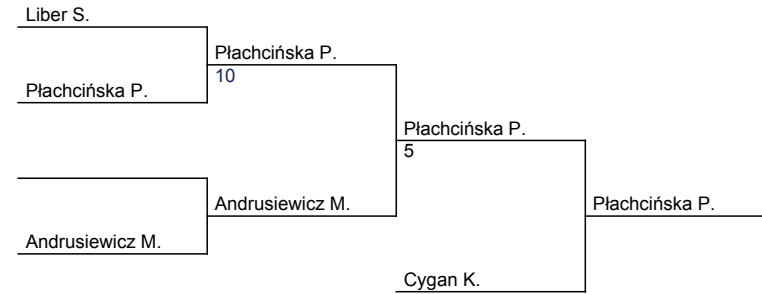 Liber S.
Płachcińska P.
10
Płachcińska P.
Płachcińska P.
5
Andrusiewicz M.
Płachcińska P.
Andrusiewicz M.
Cygan K.